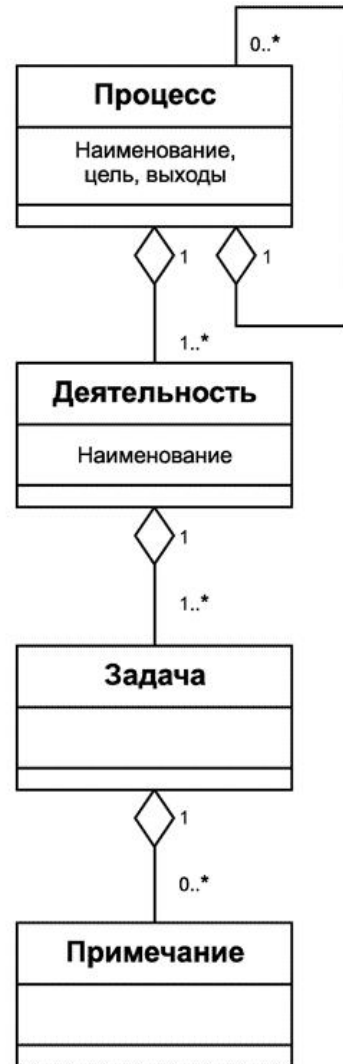 0..*
Процесс
Наименование,
цель, выходы
1
1
1..*
Деятельность
Наименование
1
1..*
Задача
1
0..*
Примечание